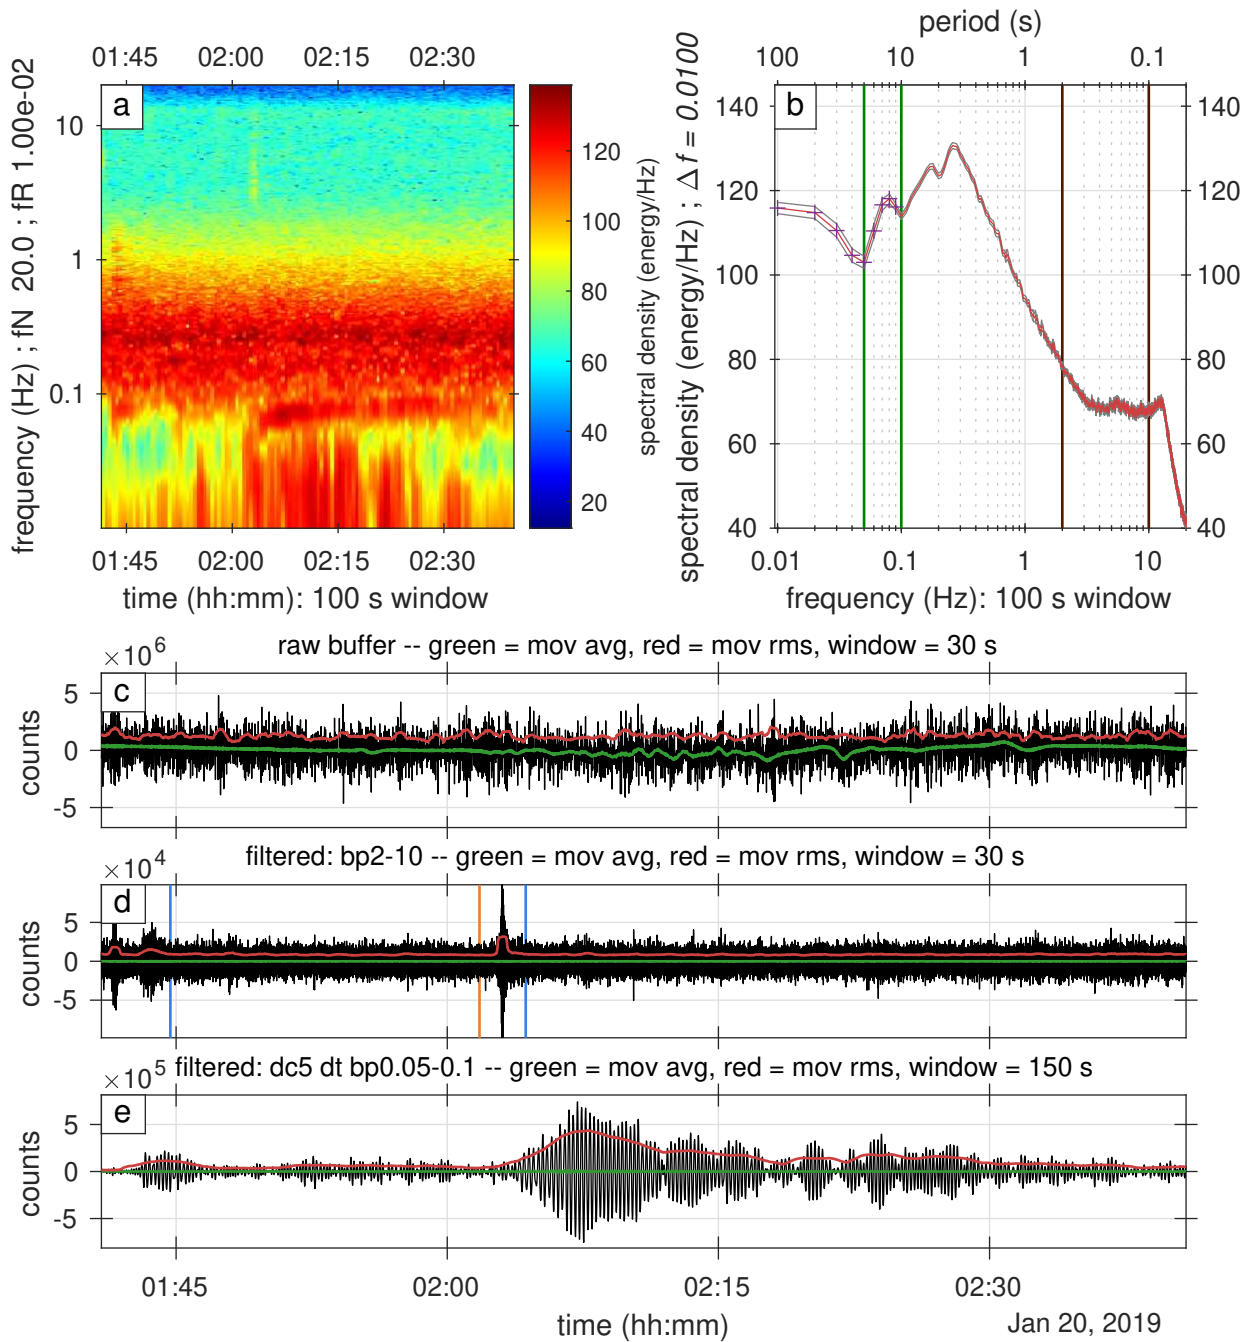 01:45 02:00 02:15 02:30
a
10
1
0.1
frequency (Hz) ; fN  20.0 ; fR 1.00e-02
01:45 02:00 02:15 02:30
time (hh:mm): 100 s window
120
100
80
60
40
20
spectral density (energy/Hz)
period (s)
100 10 1 0.1
b
140 140
120 120
100 100
80 80
60 60
40 40
spectral density (energy/Hz) ; Δf = 0.0100
0.01 0.1 1 10
frequency (Hz): 100 s window
×10^6 raw buffer -- green = mov avg, red = mov rms, window = 30 s
c
5
0
-5
counts
×10^4 filtered: bp2-10 -- green = mov avg, red = mov rms, window = 30 s
d
5
0
-5
counts
×10^5 filtered: dc5 dt bp0.05-0.1 -- green = mov avg, red = mov rms, window = 150 s
e
5
0
-5
counts
01:45 02:00 02:15 02:30
time (hh:mm)
Jan 20, 2019